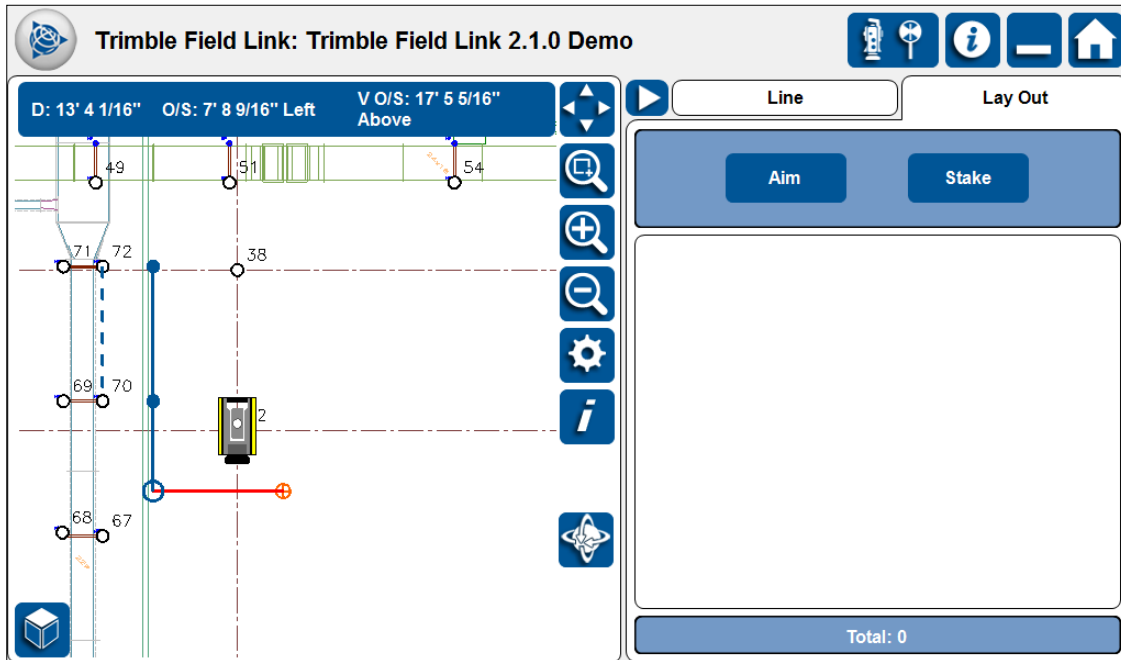 Trimble Field Link: Trimble Field Link 2.1.0 Demo
D: 13' 4 1/16" O/S: 7' 8 9/16" Left V O/S: 17' 5 5/16" Above
Line
Lay Out
Aim
Stake
49
51
54
71
72
38
69
70
2
68
67
Total: 0